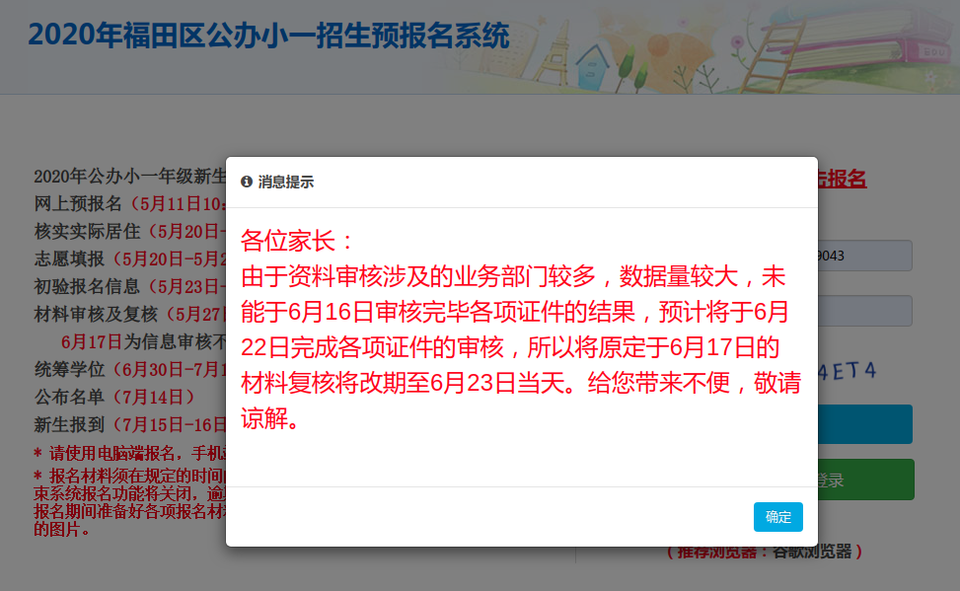 2020年福田区公办小一招生预报名系统
2020年公办小一年级新生
网上预报名（5月11日10:
核实实际居住（5月20日-
志愿填报（5月20日-5月2
初验报名信息（5月23日-
材料审核及复核（5月27
6月17日为信息审核不
统筹学位（6月30日-7月1
公布名单（7月14日）
新生报到（7月15日-16日
* 请使用电脑端报名，手机
* 报名材料须在规定的时间
束系统报名功能将关闭，逾
报名期间准备好各项报名材
的图片。
消息提示
各位家长：
由于资料审核涉及的业务部门较多，数据量较大，未
能于6月16日审核完毕各项证件的结果，预计将于6月
22日完成各项证件的审核，所以将原定于6月17日的
材料复核将改期至6月23日当天。给您带来不便，敬请
谅解。
确定
击报名
9043
4ET4
登录
（推荐浏览器：谷歌浏览器）